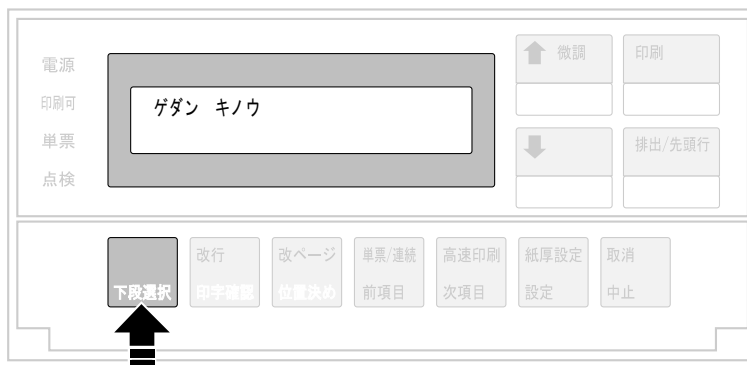 電源
印刷可
単票
点検
ゲダン キノウ
微調
印刷
排出/先頭行
下段選択
改行
印字確認
改ページ
位置決め
単票/連続
前項目
高速印刷
次項目
紙厚設定
設定
取消
中止